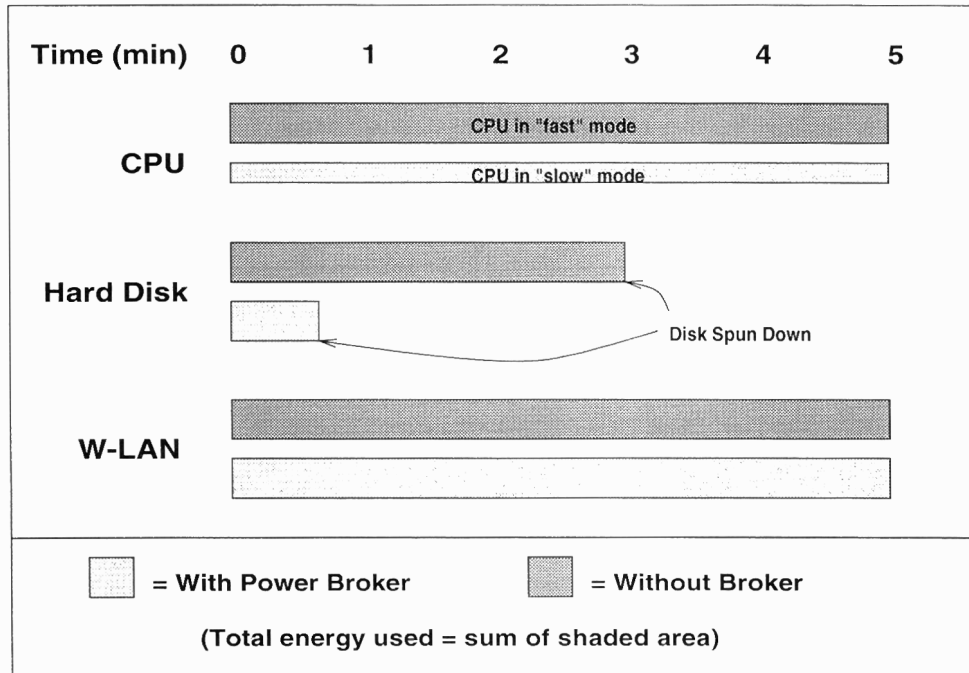 Time (min) 0 1 2 3 4 5
CPU in "fast" mode
CPU
CPU in "slow" mode
Hard Disk
Disk Spun Down
W-LAN
= With Power Broker = Without Broker
(Total energy used = sum of shaded area)